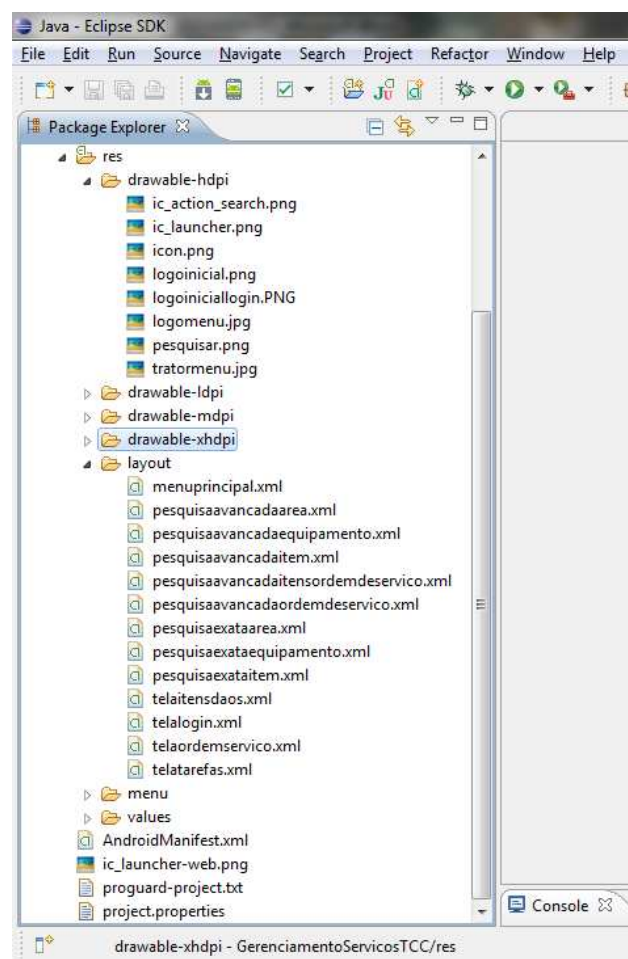 Java - Eclipse SDK
File Edit Run Source Navigate Search Project Refactor Window Help
Package Explorer
res
drawable-hdpi
ic_action_search.png
ic_launcher.png
icon.png
logoinicial.png
logoiniciallogin.PNG
logomenu.jpg
pesquisar.png
tratormenu.jpg
drawable-ldpi
drawable-mdpi
drawable-xhdpi
layout
menuprincipal.xml
pesquisaavancadaarea.xml
pesquisaavancadaequipamento.xml
pesquisaavancadaitem.xml
pesquisaavancadaitensordemdeservico.xml
pesquisaavancadaordemdeservico.xml
pesquisaexataarea.xml
pesquisaexataequipamento.xml
pesquisaexataitem.xml
telaitensdaos.xml
telalogin.xml
telaordemservico.xml
telatarefas.xml
menu
values
AndroidManifest.xml
ic_launcher-web.png
proguard-project.txt
project.properties
Console
drawable-xhdpi - GerenciamentoServicosTCC/res